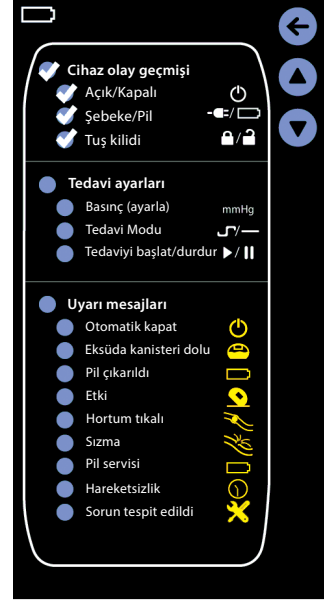 Cihaz olay geçmişi
Açık/Kapalı
Şebeke/Pil
Tuş kilidi
Tedavi ayarları
Basınç (ayarla) mmHg
Tedavi Modu
Tedaviyi başlat/durdur
Uyarı mesajları
Otomatik kapat
Eksüda kanisteri dolu
Pil çıkarıldı
Etki
Hortum tıkalı
Sızma
Pil servisi
Hareketsizlik
Sorun tespit edildi